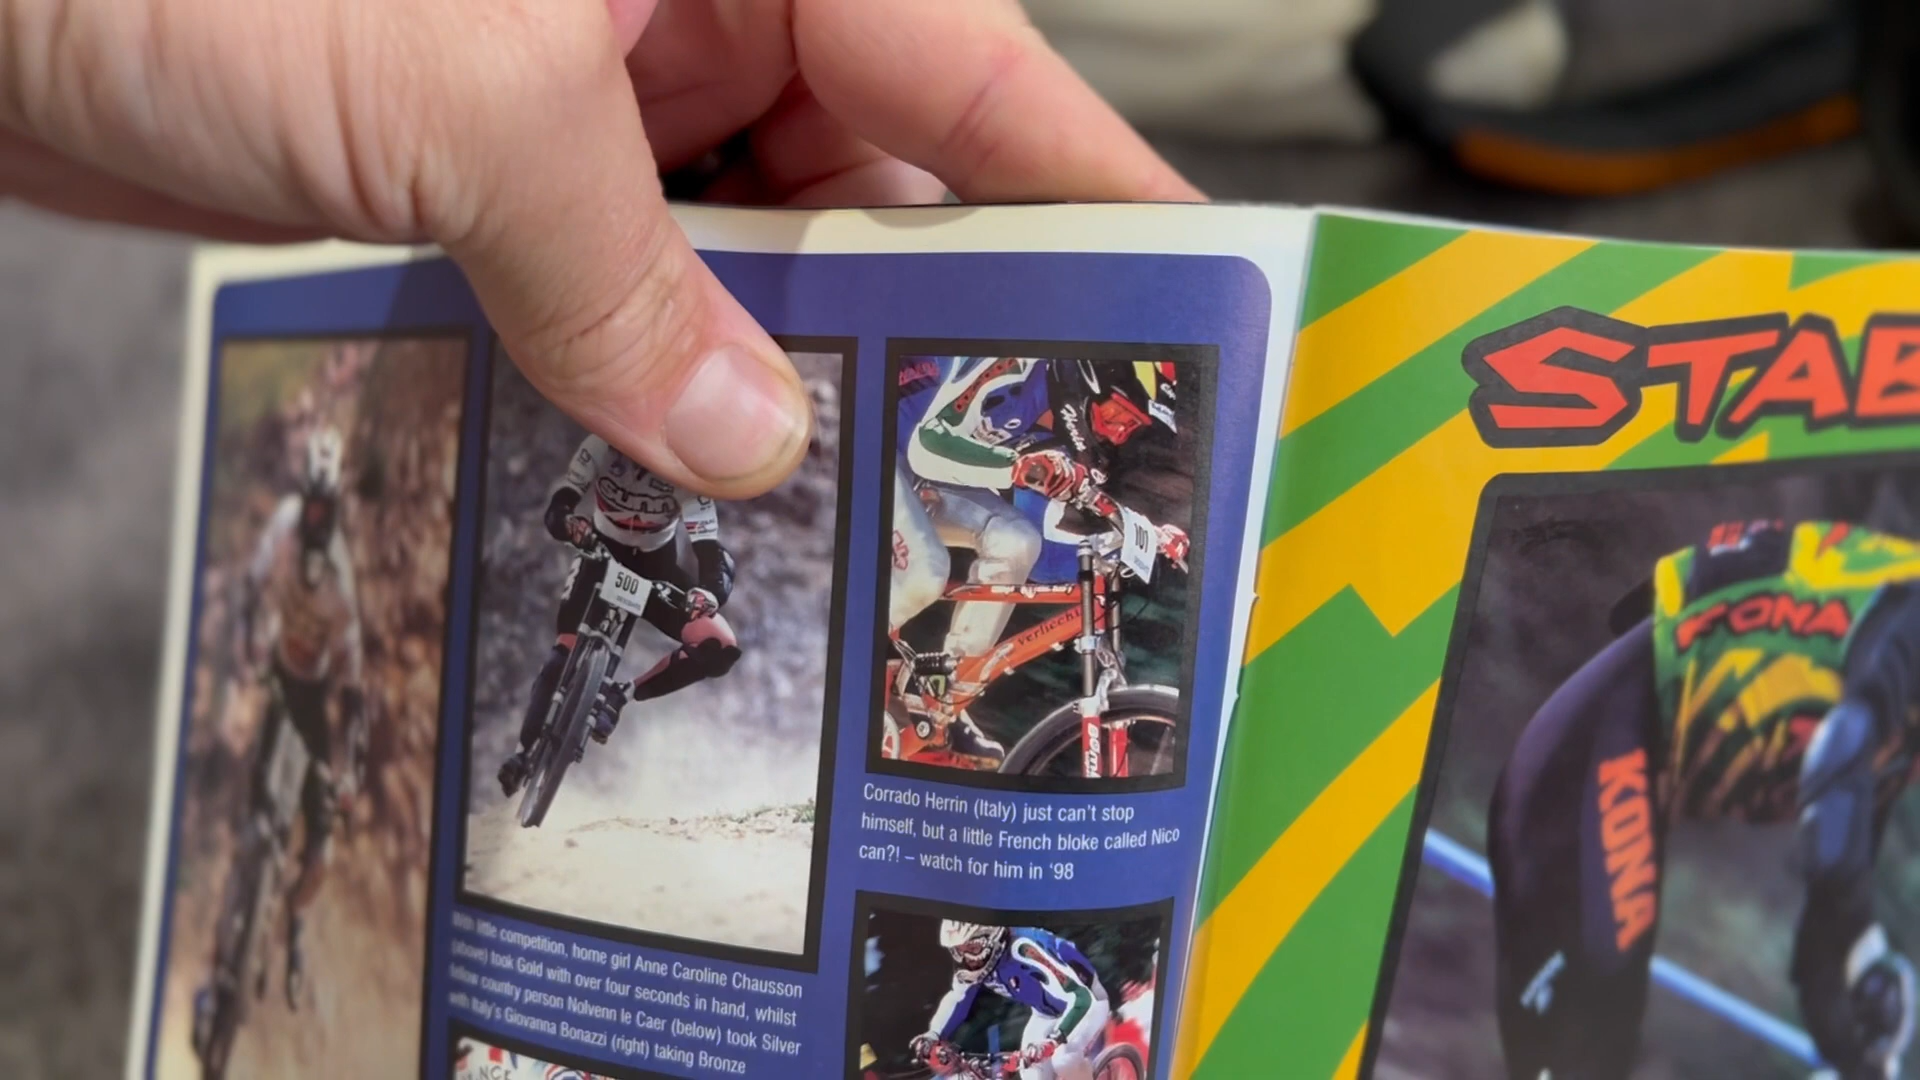 sunn
500
Herin
101
verlicchi
Corrado Herrin (Italy) just can't stop
himself, but a little French bloke called Nico
can?! – watch for him in '98
With little competition, home girl Anne Caroline Chausson
(above) took Gold with over four seconds in hand, whilst
fellow country person Nolvenn le Caer (below) took Silver
with Italy's Giovanna Bonazzi (right) taking Bronze
STAB
KONA
KONA